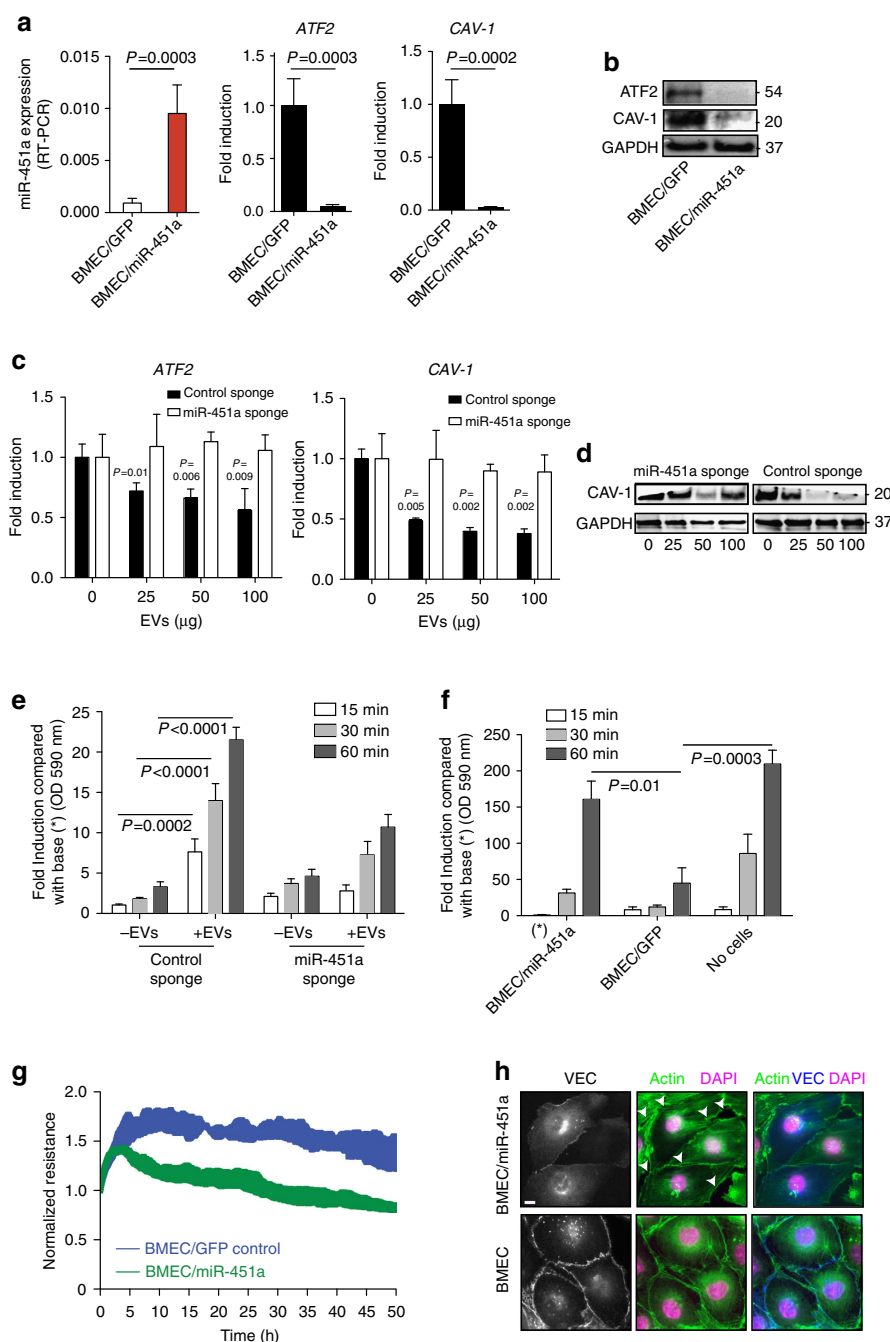 a
miR-451a expression
(RT-PCR)
0.015
0.010
0.005
0.000
P=0.0003
BMEC/GFP
BMEC/miR-451a
ATF2
Fold induction
1.5
1.0
0.5
0.0
P=0.0003
BMEC/GFP
BMEC/miR-451a
CAV-1
Fold induction
1.5
1.0
0.5
0.0
P=0.0002
BMEC/GFP
BMEC/miR-451a
b
ATF2
54
CAV-1
20
GAPDH
37
BMEC/GFP
BMEC/miR-451a
c
ATF2
Fold induction
1.5
1.0
0.5
0.0
Control sponge
miR-451a sponge
P=0.01
P=
0.006
P=
0.009
0 25 50 100
EVs (μg)
CAV-1
Fold induction
1.5
1.0
0.5
0.0
Control sponge
miR-451a sponge
P=
0.005
P=
0.002
P=
0.002
0 25 50 100
EVs (μg)
d
miR-451a sponge Control sponge
CAV-1
20
GAPDH
37
0 25 50 100 0 25 50 100
e
Fold Induction compared
with base (*) (OD 590 nm)
25
20
15
10
5
0
15 min
30 min
60 min
P<0.0001
P<0.0001
P=0.0002
–EVs +EVs –EVs +EVs
Control
sponge
miR-451a
sponge
f
Fold Induction compared
with base (*) (OD 590 nm)
250
200
150
100
50
0
15 min
30 min
60 min
P=0.01
P=0.0003
(*)
BMEC/miR-451a
BMEC/GFP
No cells
g
Normalized resistance
2.0
1.5
1.0
0.5
0
BMEC/GFP control
BMEC/miR-451a
0 5 10 15 20 25 30 35 40 45 50
Time (h)
h
VEC
Actin DAPI
Actin VEC DAPI
BMEC/miR-451a
BMEC